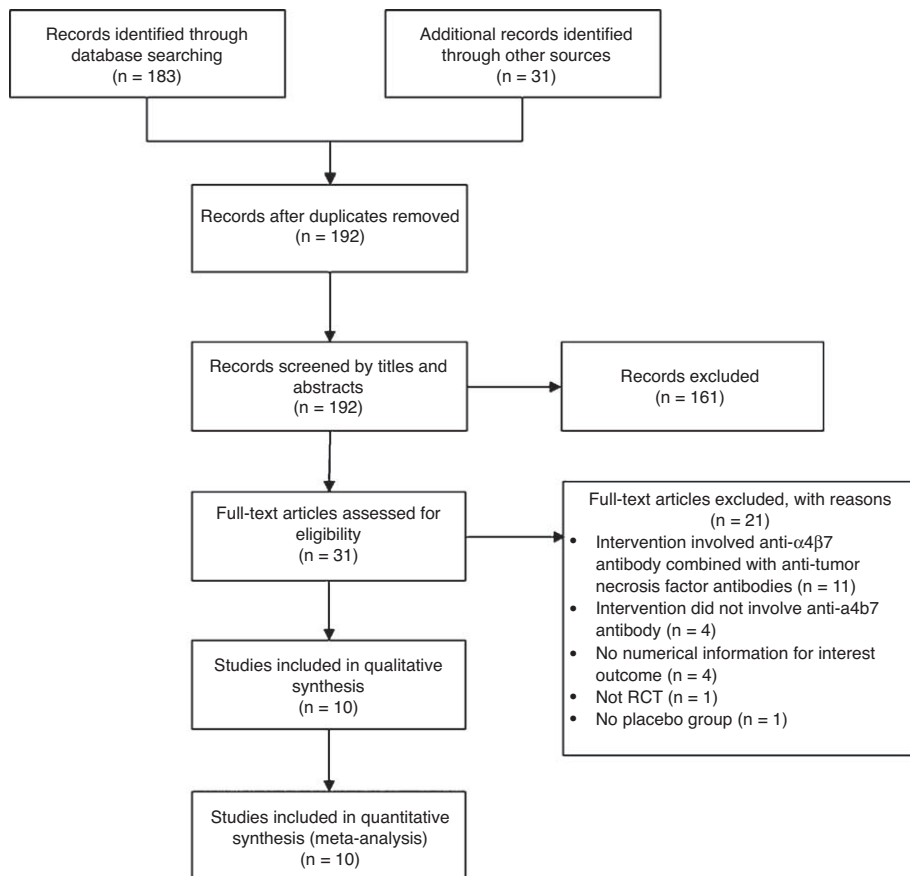 Records identified through
database searching
(n = 183)
Additional records identified
through other sources
(n = 31)
Records after duplicates removed
(n = 192)
Records screened by titles and
abstracts
(n = 192)
Records excluded
(n = 161)
Full-text articles assessed for
eligibility
(n = 31)
Full-text articles excluded, with reasons
(n = 21)
• Intervention involved anti-α4β7
antibody combined with anti-tumor
necrosis factor antibodies (n = 11)
• Intervention did not involve anti-a4b7
antibody (n = 4)
• No numerical information for interest
outcome (n = 4)
• Not RCT (n = 1)
• No placebo group (n = 1)
Studies included in qualitative
synthesis
(n = 10)
Studies included in quantitative
synthesis (meta-analysis)
(n = 10)